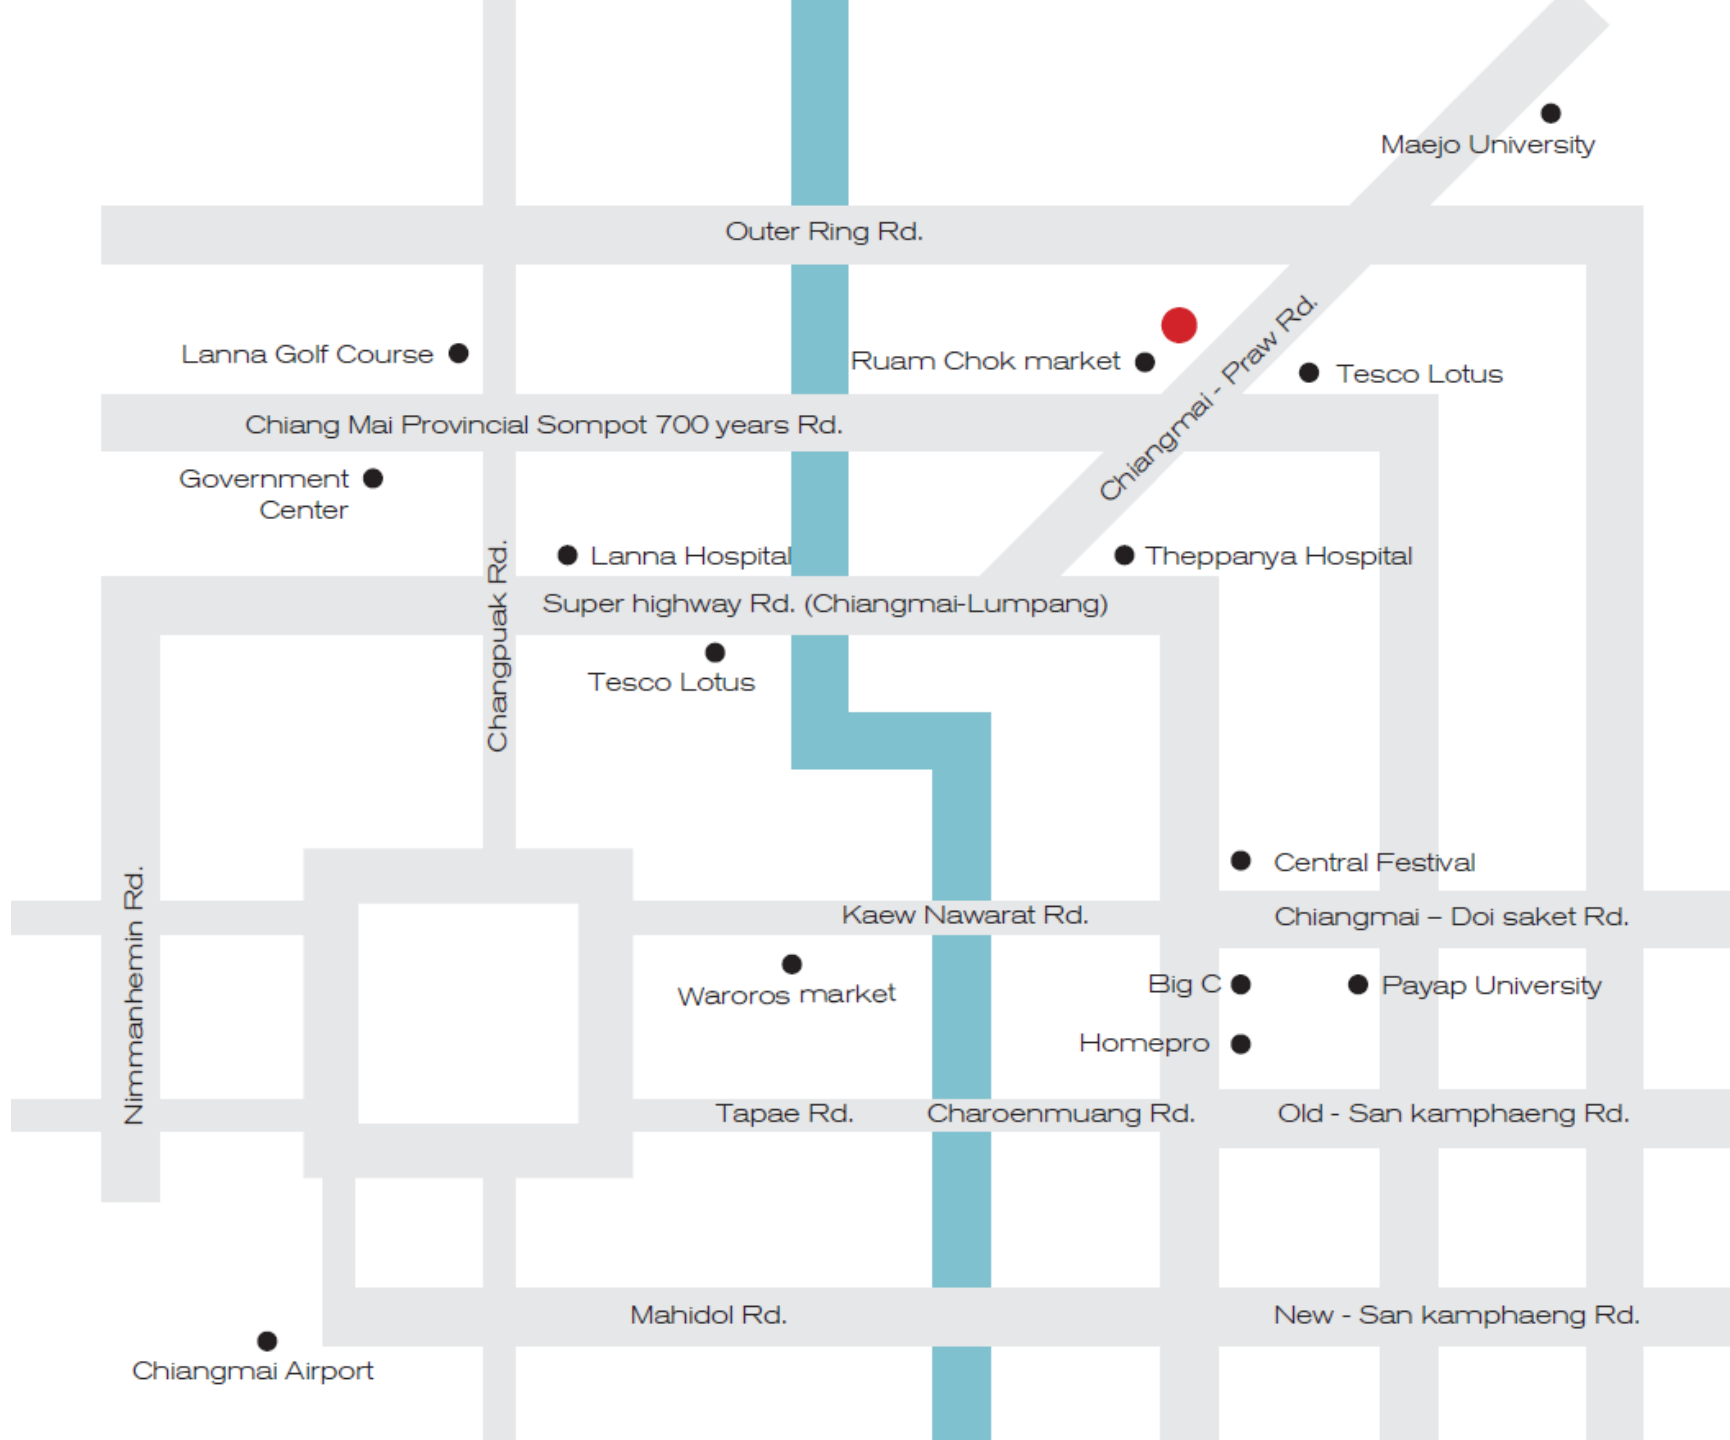 Maejo University
Outer Ring Rd.
Lanna Golf Course
Ruam Chok market
Chiangmai - Praw Rd.
Tesco Lotus
Chiang Mai Provincial Sompot 700 years Rd.
Government
Center
Changpuak Rd.
Lanna Hospital
Theppanya Hospital
Super highway Rd. (Chiangmai-Lumpang)
Tesco Lotus
Nimmanhemin Rd.
Central Festival
Kaew Nawarat Rd.
Chiangmai – Doi saket Rd.
Waroros market
Big C
Payap University
Homepro
Tapae Rd.
Charoenmuang Rd.
Old - San kamphaeng Rd.
Mahidol Rd.
New - San kamphaeng Rd.
Chiangmai Airport